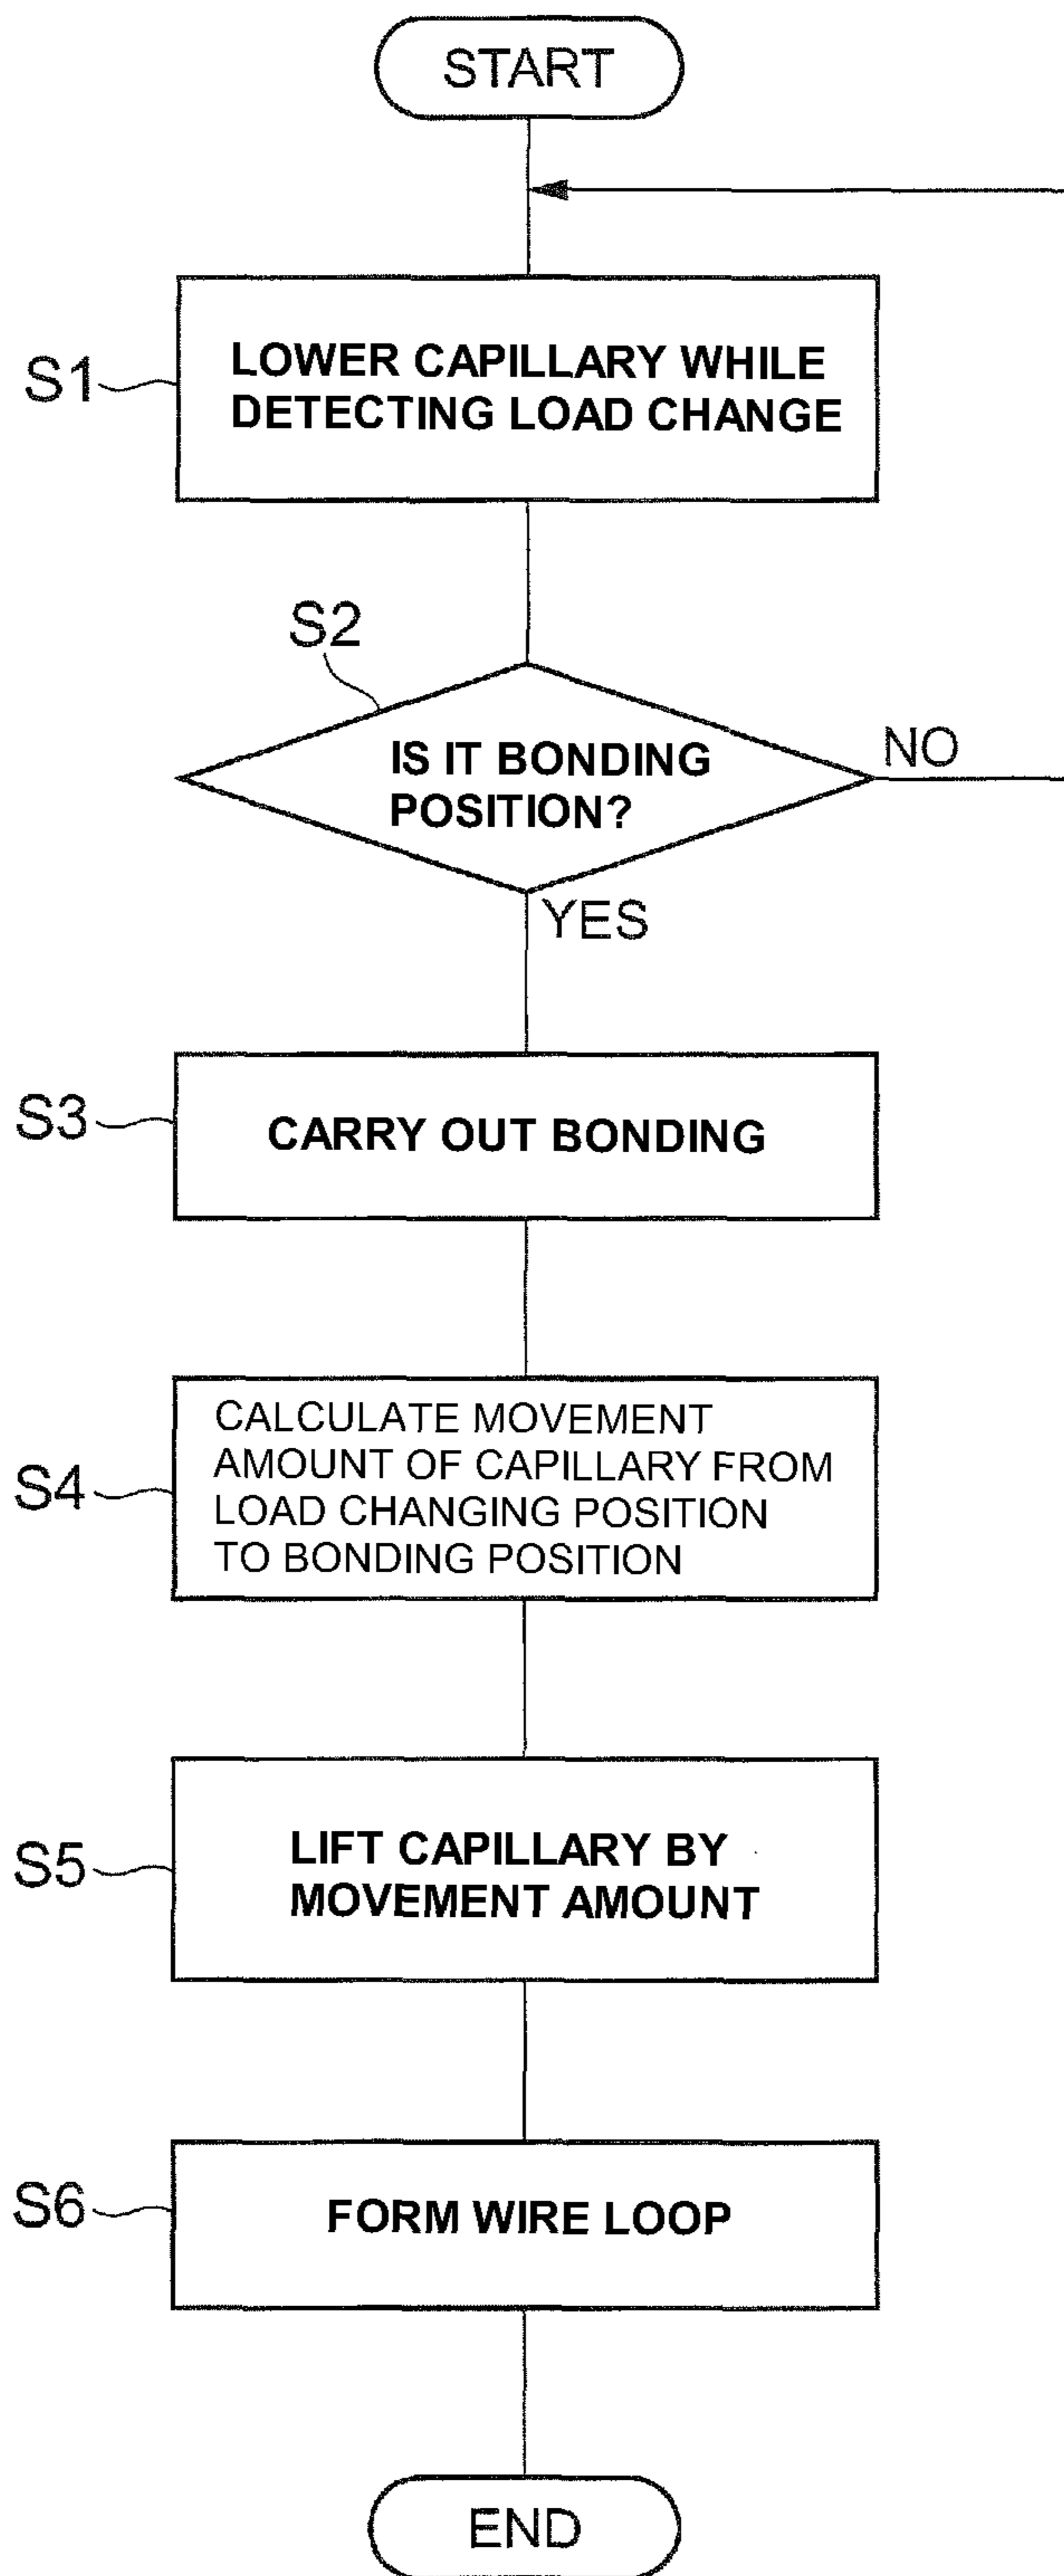 START
S1
LOWER CAPILLARY WHILE
DETECTING LOAD CHANGE
S2
IS IT BONDING
POSITION?
NO
YES
S3
CARRY OUT BONDING
S4
CALCULATE MOVEMENT
AMOUNT OF CAPILLARY FROM
LOAD CHANGING POSITION
TO BONDING POSITION
S5
LIFT CAPILLARY BY
MOVEMENT AMOUNT
S6
FORM WIRE LOOP
END